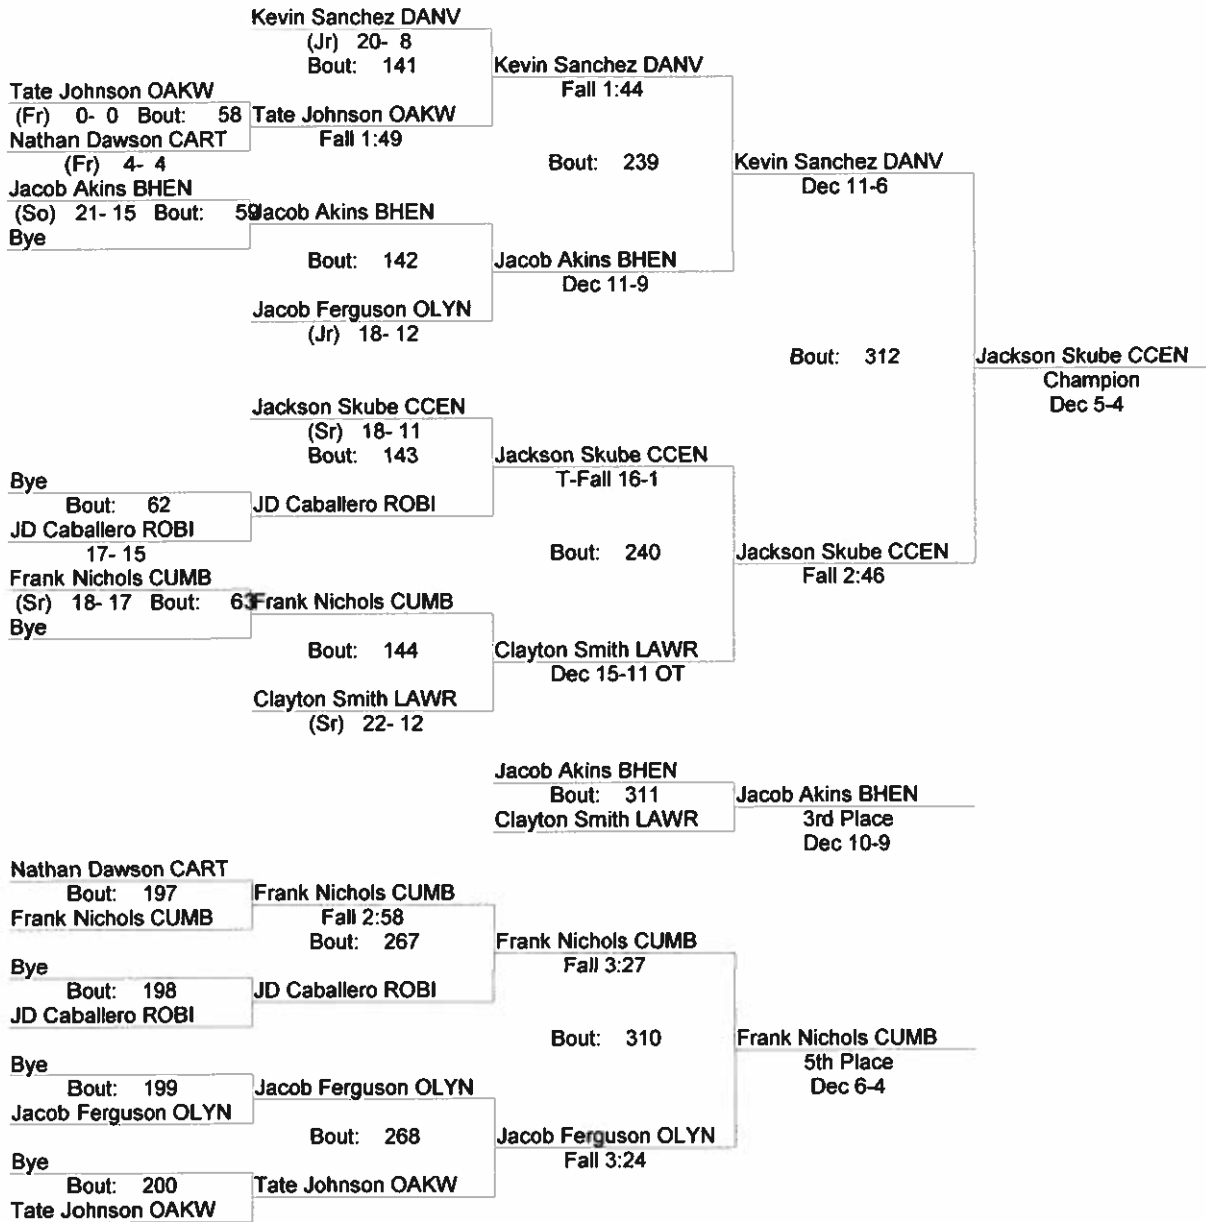 Kevin Sanchez DANV
(Jr) 20- 8
Bout: 141
Kevin Sanchez DANV
Fall 1:44
Tate Johnson OAKW
(Fr) 0- 0 Bout: 58
Tate Johnson OAKW
Fall 1:49
Nathan Dawson CART
(Fr) 4- 4
Bout: 239
Kevin Sanchez DANV
Dec 11-6
Jacob Akins BHEN
(So) 21- 15 Bout: 59
Jacob Akins BHEN
Bye
Bout: 142
Jacob Akins BHEN
Dec 11-9
Jacob Ferguson OLYN
(Jr) 18- 12
Bout: 312
Jackson Skube CCEN
Champion
Dec 5-4
Jackson Skube CCEN
(Sr) 18- 11
Bout: 143
Jackson Skube CCEN
T-Fall 16-1
Bye
Bout: 62
JD Caballero ROBI
JD Caballero ROBI
17- 15
Bout: 240
Jackson Skube CCEN
Fall 2:46
Frank Nichols CUMB
(Sr) 18- 17 Bout: 63
Frank Nichols CUMB
Bye
Bout: 144
Clayton Smith LAWR
Dec 15-11 OT
Clayton Smith LAWR
(Sr) 22- 12
Jacob Akins BHEN
Bout: 311
Clayton Smith LAWR
Jacob Akins BHEN
3rd Place
Dec 10-9
Nathan Dawson CART
Bout: 197
Frank Nichols CUMB
Frank Nichols CUMB
Fall 2:58
Bout: 267
Frank Nichols CUMB
Fall 3:27
Bye
Bout: 198
JD Caballero ROBI
JD Caballero ROBI
Bout: 310
Frank Nichols CUMB
5th Place
Dec 6-4
Bye
Bout: 199
Jacob Ferguson OLYN
Jacob Ferguson OLYN
Bout: 268
Jacob Ferguson OLYN
Fall 3:24
Bye
Bout: 200
Tate Johnson OAKW
Tate Johnson OAKW